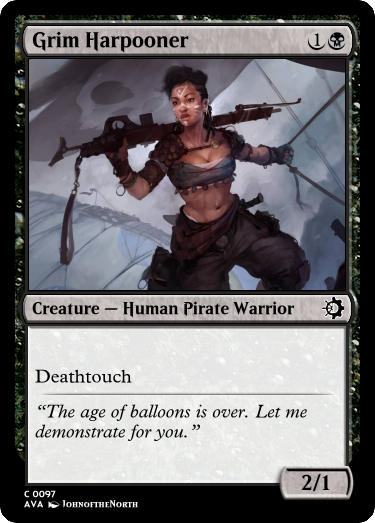 Grim Harpooner 1
Creature — Human Pirate Warrior
Deathtouch
“The age of balloons is over. Let me
demonstrate for you.”
2/1
C 0097
AVA JohnoftheNorth